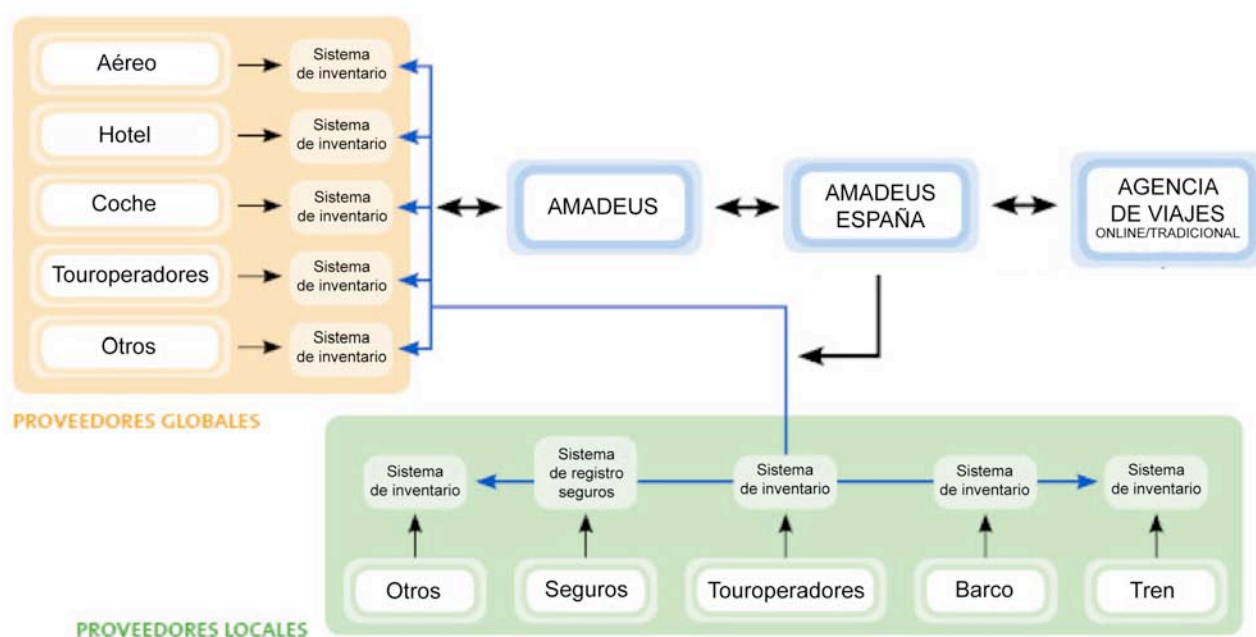 Aéreo
Sistema
de inventario
Hotel
Sistema
de inventario
Coche
Sistema
de inventario
Touroperadores
Sistema
de inventario
Otros
Sistema
de inventario
AMADEUS
AMADEUS
ESPAÑA
AGENCIA
DE VIAJES
ONLINE/TRADICIONAL
PROVEEDORES GLOBALES
Sistema
de inventario
Sistema
de registro
seguros
Sistema
de inventario
Sistema
de inventario
Sistema
de inventario
Otros
Seguros
Touroperadores
Barco
Tren
PROVEEDORES LOCALES